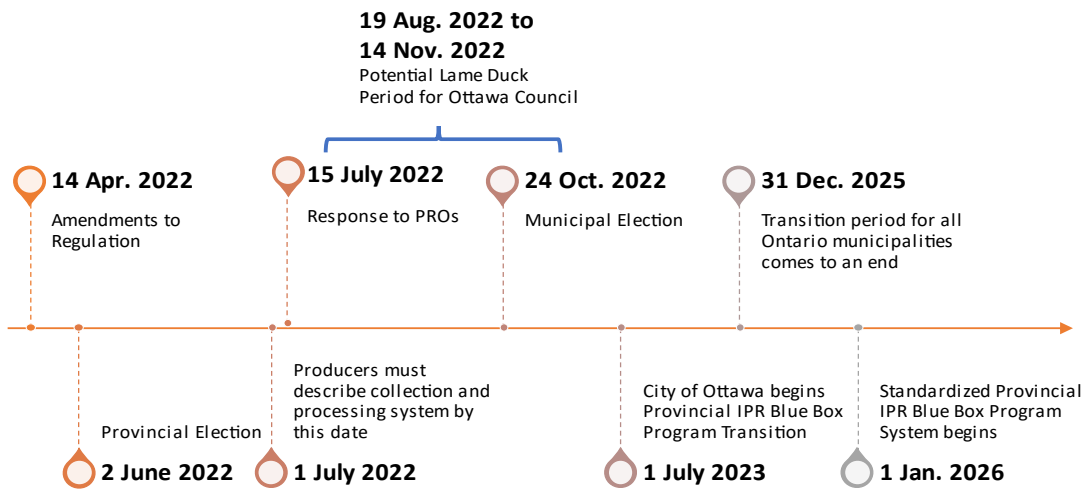 19 Aug. 2022 to
14 Nov. 2022
Potential Lame Duck
Period for Ottawa Council
14 Apr. 2022
Amendments to
Regulation
15 July 2022
Response to PROs
24 Oct. 2022
Municipal Election
31 Dec. 2025
Transition period for all
Ontario municipalities
comes to an end
Provincial Election
2 June 2022
Producers must
describe collection and
processing system by
this date
1 July 2022
City of Ottawa begins
Provincial IPR Blue Box
Program Transition
1 July 2023
Standardized Provincial
IPR Blue Box Program
System begins
1 Jan. 2026